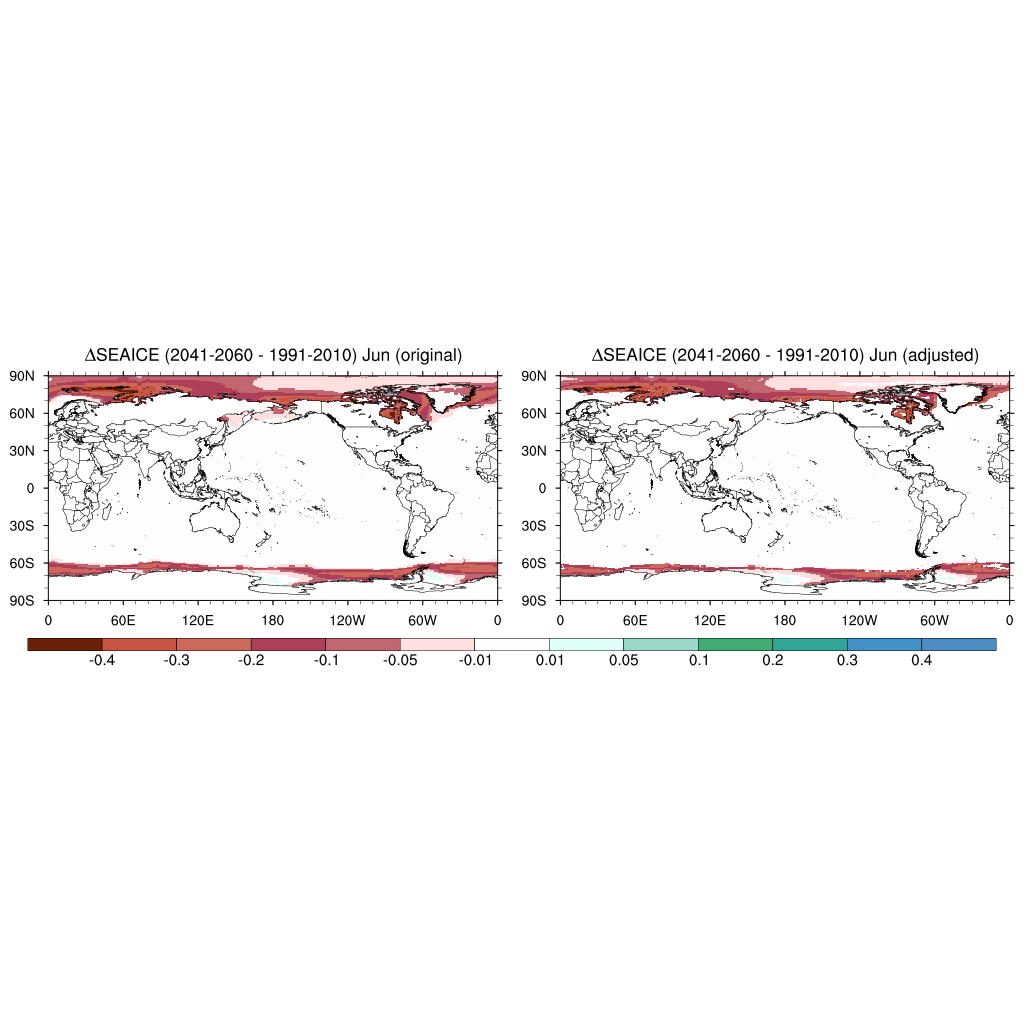 ΔSEAICE (2041-2060 - 1991-2010) Jun (original)
90N
60N
30N
0
30S
60S
90S
0 60E 120E 180 120W 60W 0
ΔSEAICE (2041-2060 - 1991-2010) Jun (adjusted)
90N
60N
30N
0
30S
60S
90S
0 60E 120E 180 120W 60W 0
-0.4 -0.3 -0.2 -0.1 -0.05 -0.01 0.01 0.05 0.1 0.2 0.3 0.4